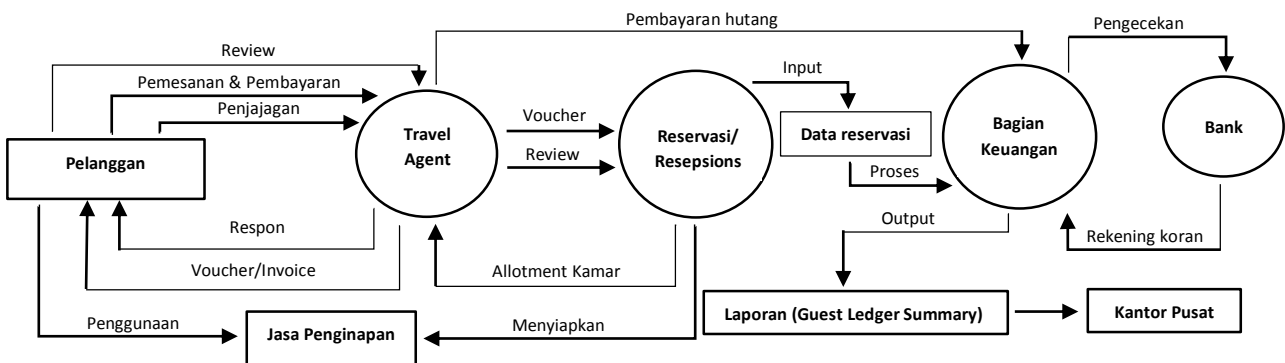 Pembayaran hutang
Pengecekan
Review
Pemesanan & Pembayaran
Input
Penjajagan
Voucher
Travel
Agent
Reservasi/
Resepsions
Data reservasi
Bagian
Keuangan
Bank
Pelanggan
Review
Proses
Respon
Output
Rekening koran
Voucher/Invoice
Allotment Kamar
Laporan (Guest Ledger Summary)
Kantor Pusat
Penggunaan
Jasa Penginapan
Menyiapkan